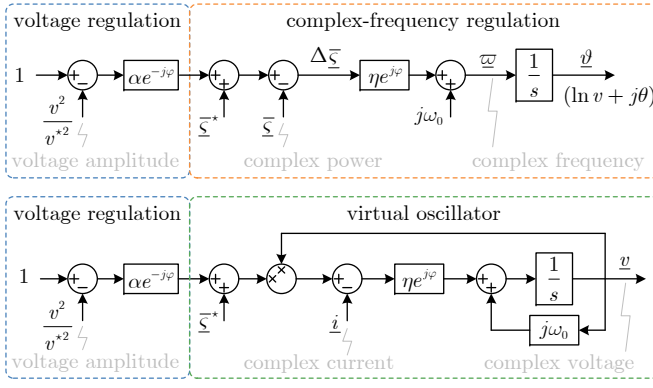 voltage regulation
complex-frequency regulation
1
+
−
αe^{−jφ}
+
+
+
−
Δς̲
ηe^{jφ}
+
+
ϖ̲
1/s
ϑ̲
(ln v + jθ)
v²/v^{⋆2}
ς̲^⋆
ς̲
jω₀
voltage amplitude
complex power
complex frequency
voltage regulation
virtual oscillator
1
+
−
αe^{−jφ}
+
+
×
×
+
−
ηe^{jφ}
+
+
1/s
v̲
v²/v^{⋆2}
ς̲^⋆
i̲
jω₀
voltage amplitude
complex current
complex voltage